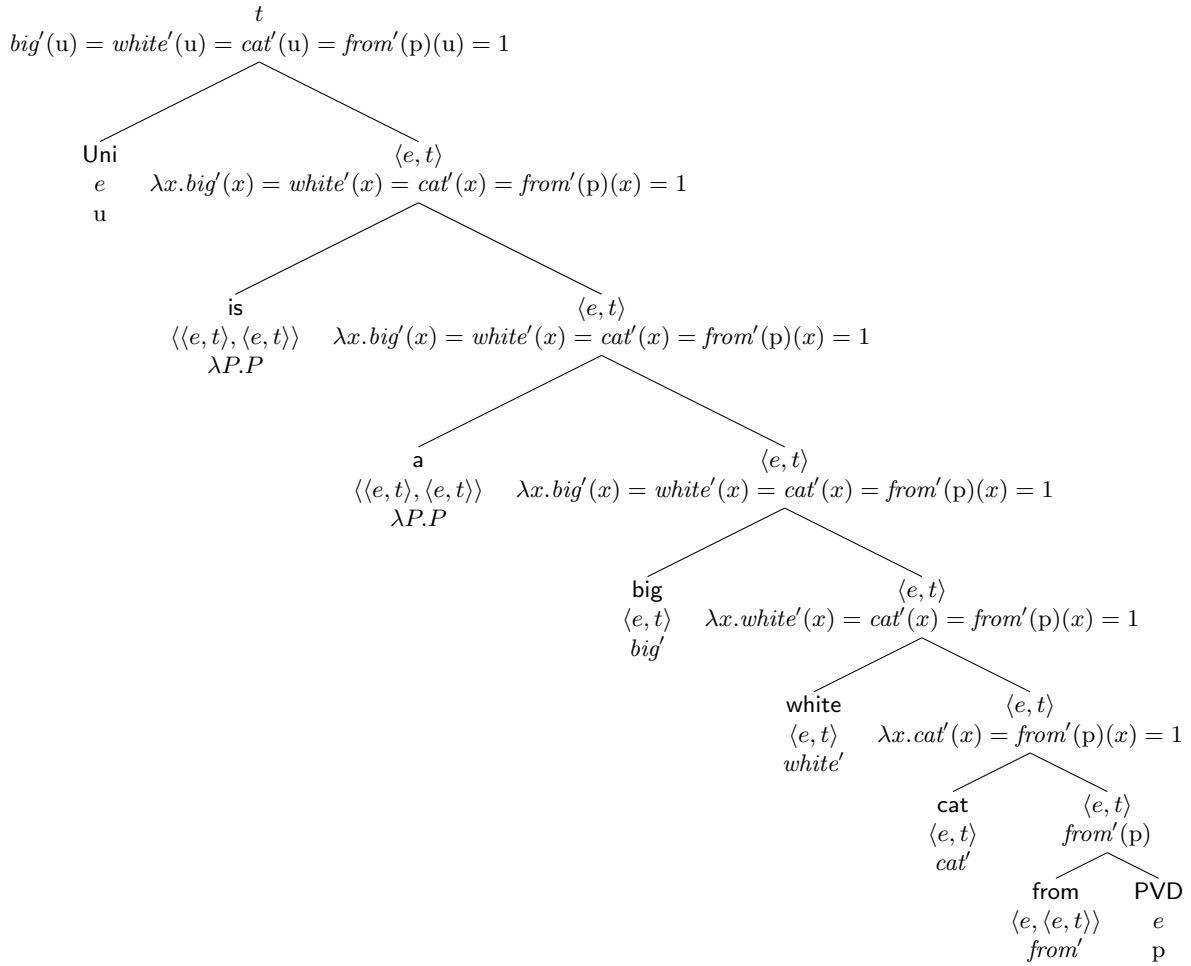 t
big′(u) = white′(u) = cat′(u) = from′(p)(u) = 1
Uni ⟨e, t⟩
e λx.big′(x) = white′(x) = cat′(x) = from′(p)(x) = 1
u
is ⟨e, t⟩
⟨⟨e, t⟩, ⟨e, t⟩⟩ λx.big′(x) = white′(x) = cat′(x) = from′(p)(x) = 1
λP.P
a ⟨e, t⟩
⟨⟨e, t⟩, ⟨e, t⟩⟩ λx.big′(x) = white′(x) = cat′(x) = from′(p)(x) = 1
λP.P
big ⟨e, t⟩
⟨e, t⟩ λx.white′(x) = cat′(x) = from′(p)(x) = 1
big′
white ⟨e, t⟩
⟨e, t⟩ λx.cat′(x) = from′(p)(x) = 1
white′
cat ⟨e, t⟩
⟨e, t⟩ from′(p)
cat′
from PVD
⟨e, ⟨e, t⟩⟩ e
from′ p